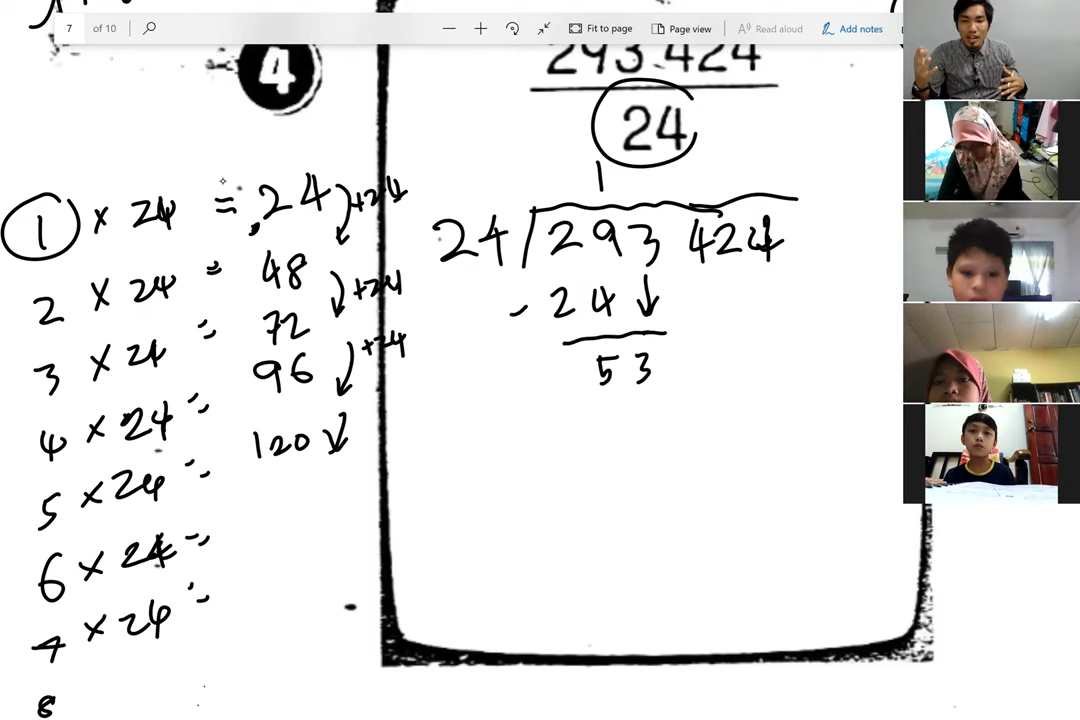 7 of 10 Fit to page Page view Read aloud Add notes
4
293 424
24
1 × 24 = 24 +24
2 × 24 = 48 +24
3 × 24 = 72 +24
4 × 24 = 96
5 × 24 = 120
6 × 24 =
7 × 24 =
8
1
24 293 424
- 24
53